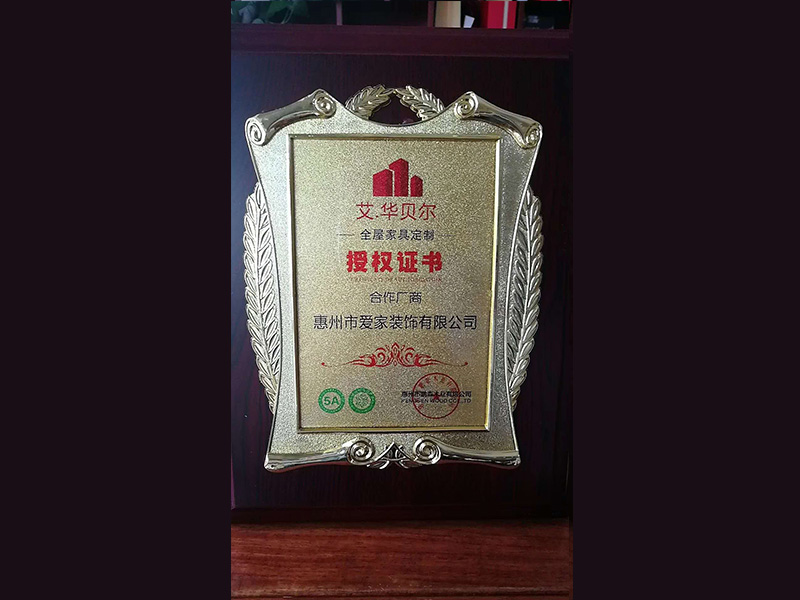 艾.华贝尔
全屋家具定制
授权证书
合作厂商
惠州市爱家装饰有限公司
5A